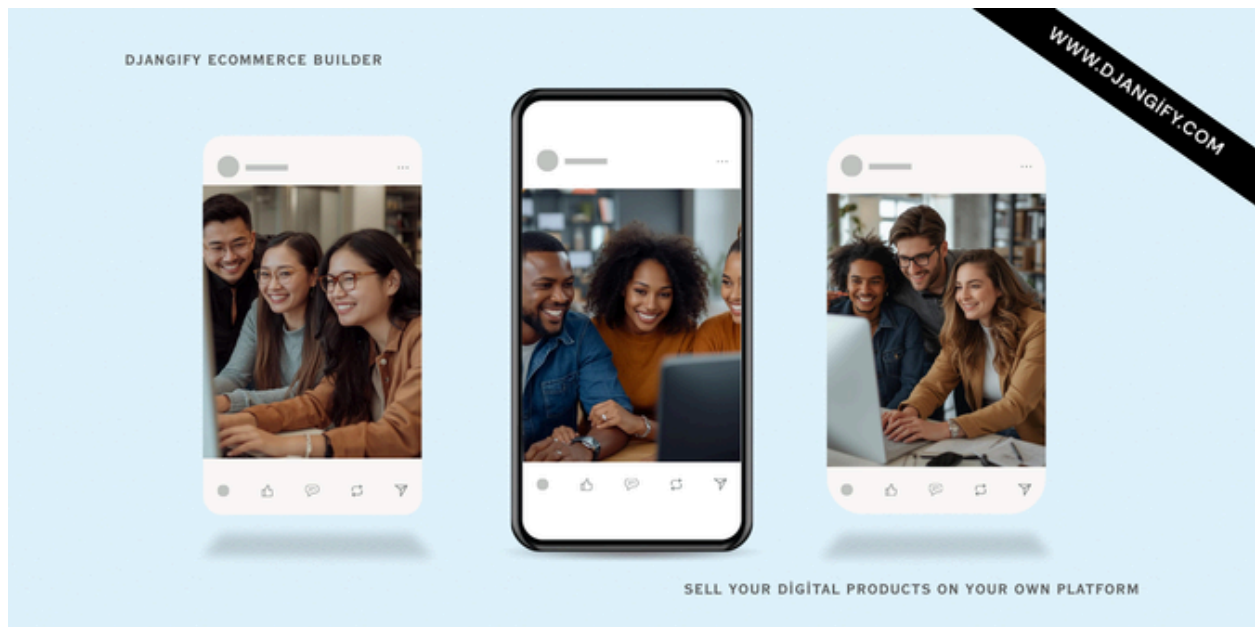 DJANGIFY ECOMMERCE BUILDER
WWW.DJANGİFY.COM
SELL YOUR DİGİTAL PRODUCTS ON YOUR OWN PLATFORM